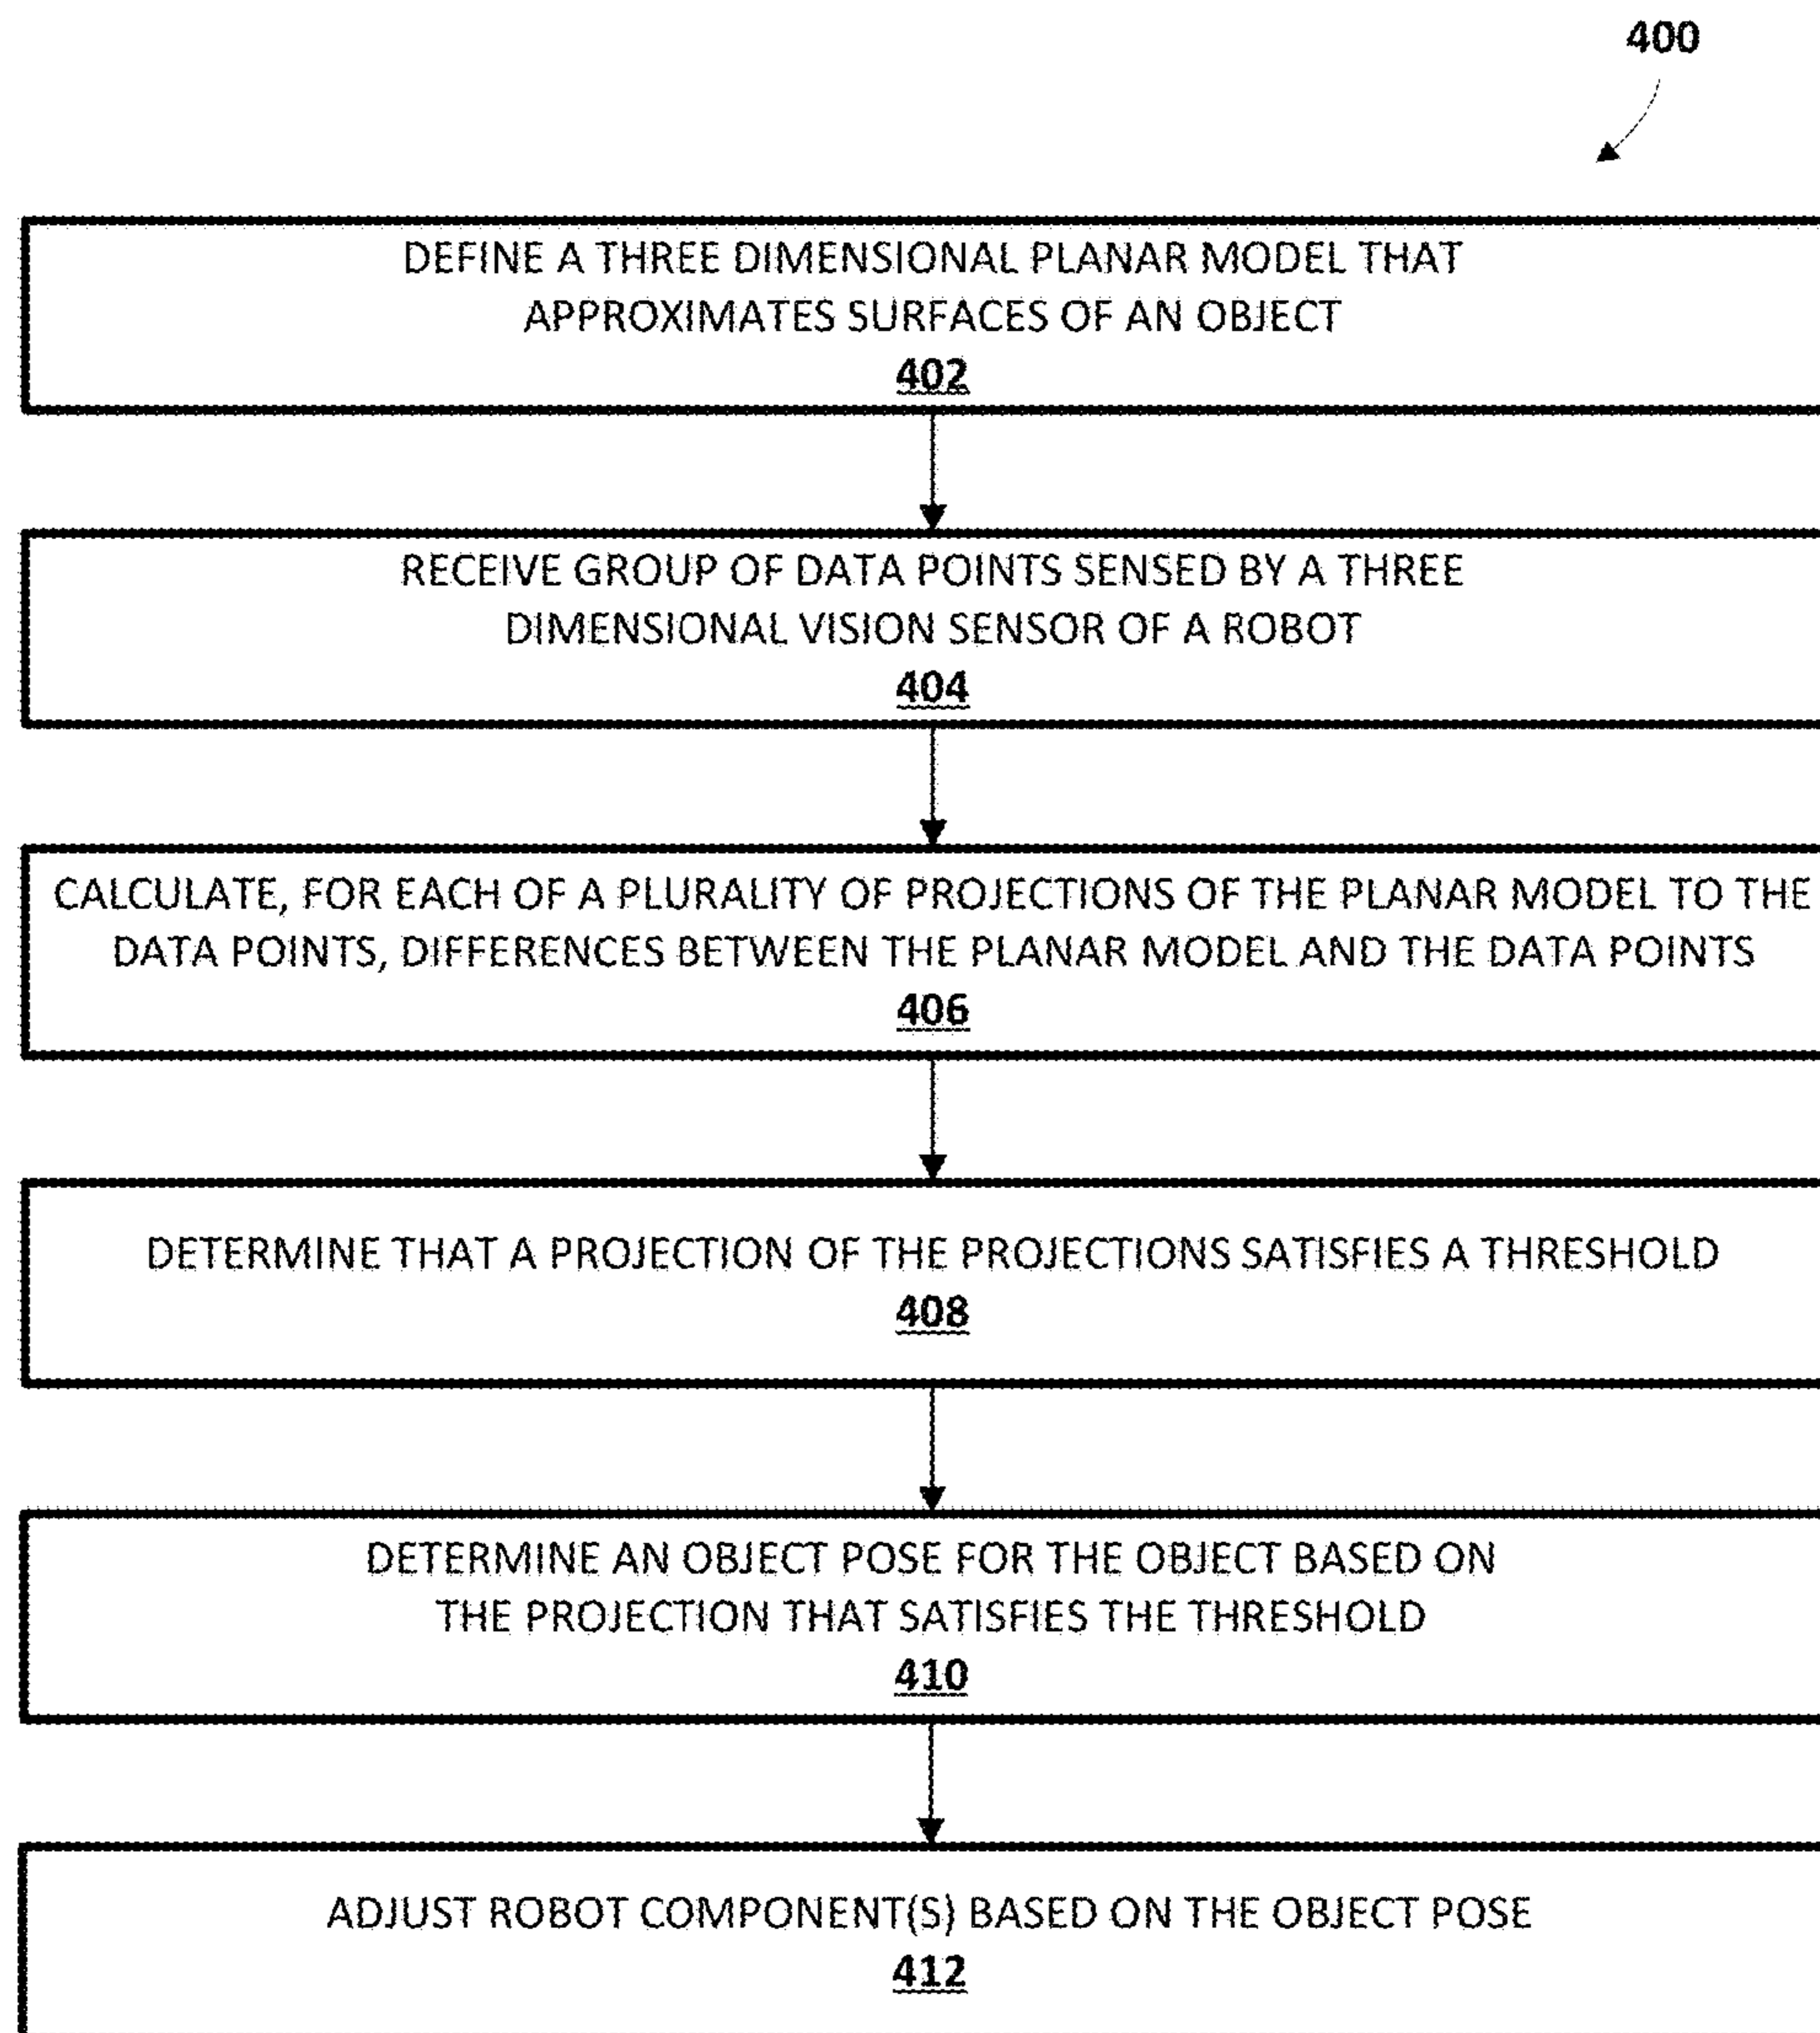 400
DEFINE A THREE DIMENSIONAL PLANAR MODEL THAT
APPROXIMATES SURFACES OF AN OBJECT
402
RECEIVE GROUP OF DATA POINTS SENSED BY A THREE
DIMENSIONAL VISION SENSOR OF A ROBOT
404
CALCULATE, FOR EACH OF A PLURALITY OF PROJECTIONS OF THE PLANAR MODEL TO THE
DATA POINTS, DIFFERENCES BETWEEN THE PLANAR MODEL AND THE DATA POINTS
406
DETERMINE THAT A PROJECTION OF THE PROJECTIONS SATISFIES A THRESHOLD
408
DETERMINE AN OBJECT POSE FOR THE OBJECT BASED ON
THE PROJECTION THAT SATISFIES THE THRESHOLD
410
ADJUST ROBOT COMPONENT(S) BASED ON THE OBJECT POSE
412